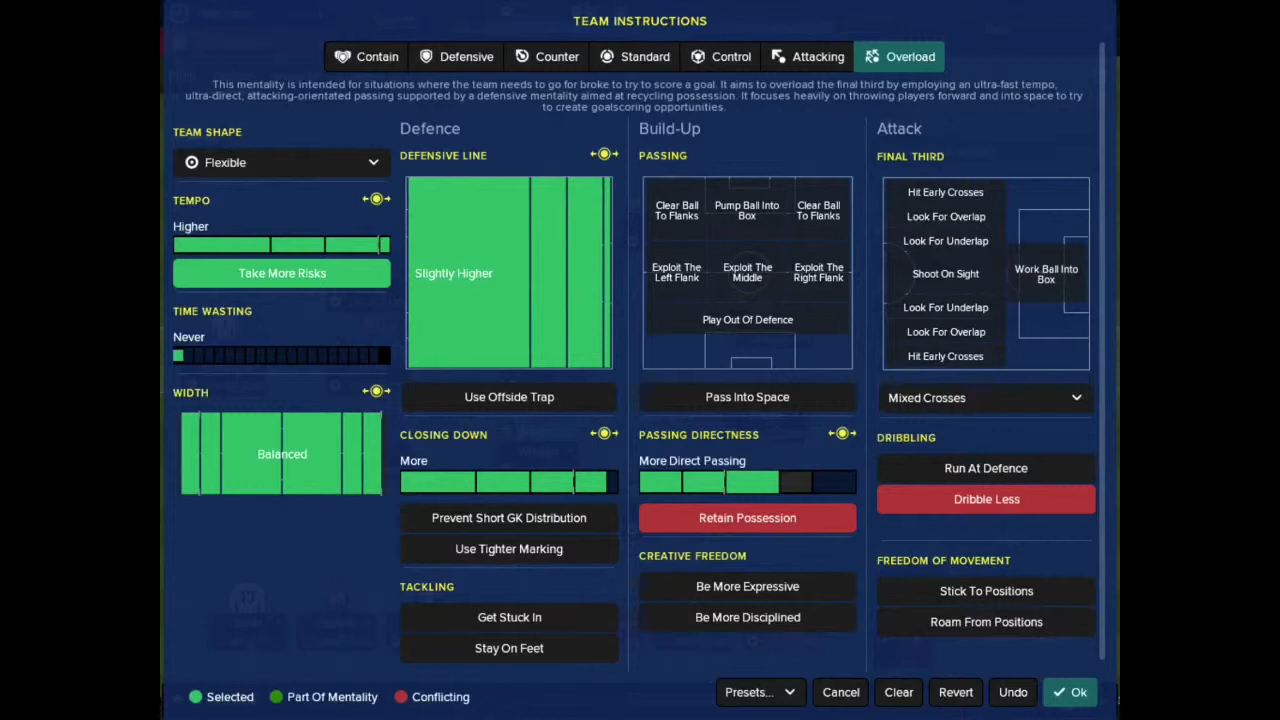 TEAM INSTRUCTIONS
Contain
Defensive
Counter
Standard
Control
Attacking
Overload
This mentality is intended for situations where the team needs to go for broke to try to score a goal. It aims to overload the final third by employing an ultra-fast tempo,
ultra-direct, attacking-orientated passing supported by a defensive mentality aimed at recycling possession. It focuses heavily on throwing players forward and into space to try
to create goalscoring opportunities.
TEAM SHAPE
Flexible
TEMPO
Higher
Take More Risks
TIME WASTING
Never
WIDTH
Balanced
Defence
DEFENSIVE LINE
Slightly Higher
Use Offside Trap
CLOSING DOWN
More
Prevent Short GK Distribution
Use Tighter Marking
TACKLING
Get Stuck In
Stay On Feet
Build-Up
PASSING
Clear Ball
To Flanks
Pump Ball Into
Box
Clear Ball
To Flanks
Exploit The
Left Flank
Exploit The
Middle
Exploit The
Right Flank
Play Out Of Defence
Pass Into Space
PASSING DIRECTNESS
More Direct Passing
Retain Possession
CREATIVE FREEDOM
Be More Expressive
Be More Disciplined
Attack
FINAL THIRD
Hit Early Crosses
Look For Overlap
Look For Underlap
Shoot On Sight
Work Ball Into
Box
Look For Underlap
Look For Overlap
Hit Early Crosses
Mixed Crosses
DRIBBLING
Run At Defence
Dribble Less
FREEDOM OF MOVEMENT
Stick To Positions
Roam From Positions
Selected
Part Of Mentality
Conflicting
Presets...
Cancel
Clear
Revert
Undo
Ok